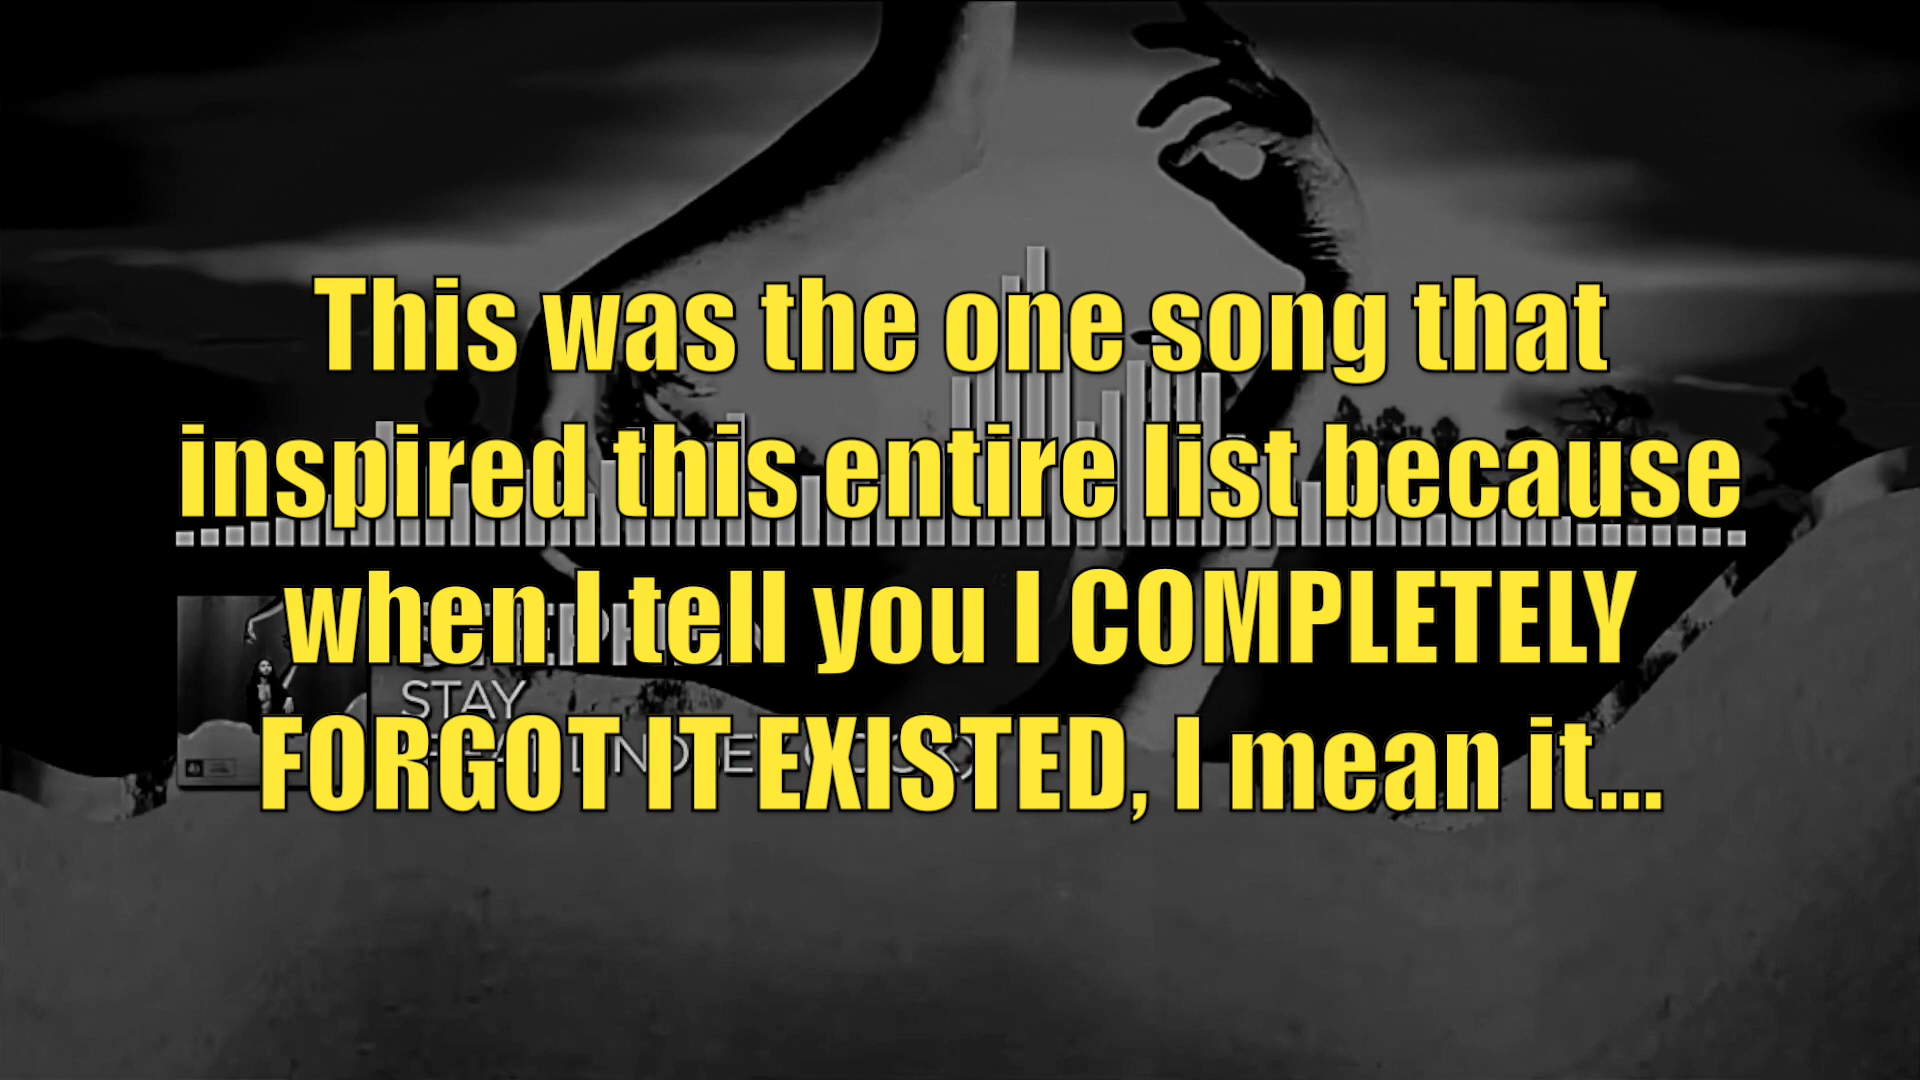 This was the one song that
inspired this entire list because
when I tell you I COMPLETELY
FORGOT IT EXISTED, I mean it...
STAY